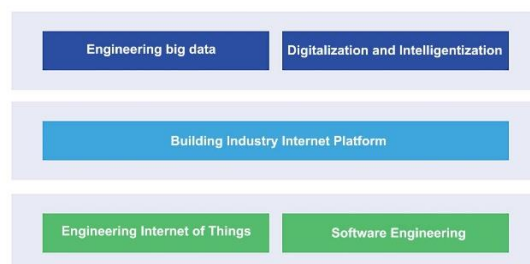 Engineering big data
Digitalization and Intelligentization
Building Industry Internet Platform
Engineering Internet of Things
Software Engineering